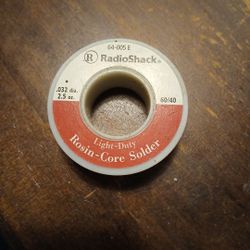 64-005 E
R RadioShack®
.032 dia.
2.5 oz.
60/40
Light-Duty
Rosin-Core Solder